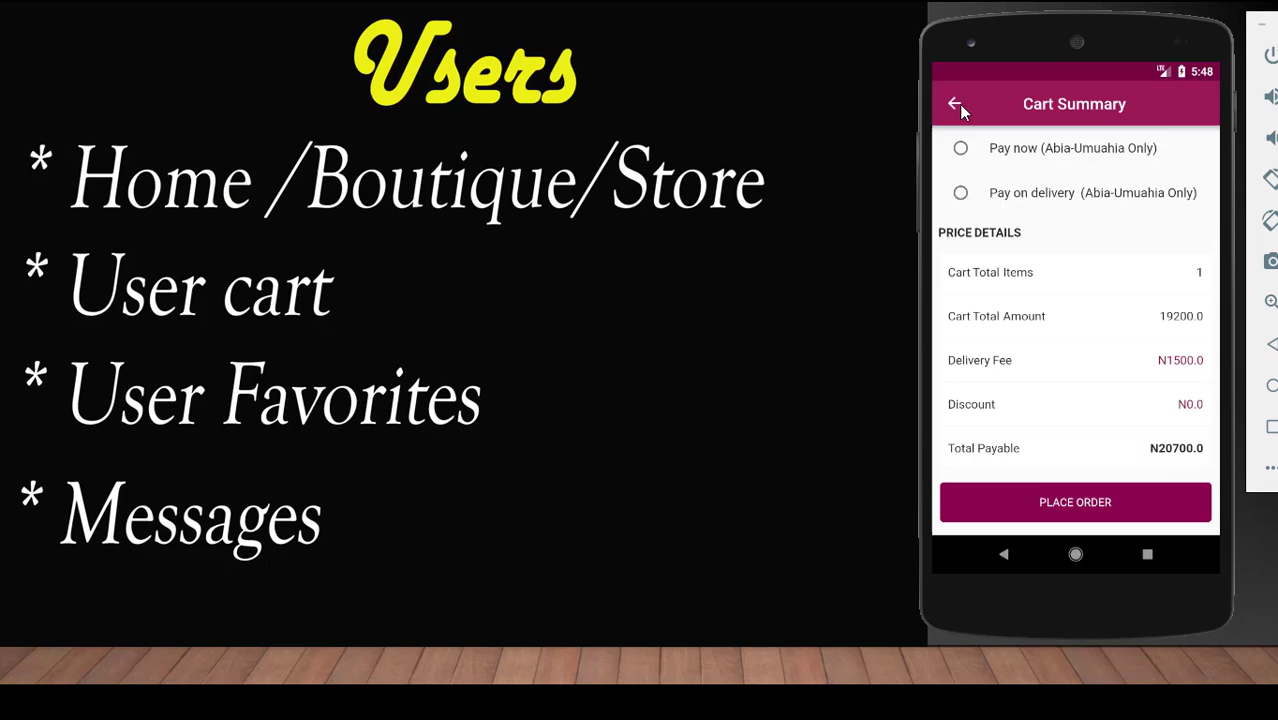 Users
* Home /Boutique/Store
* User cart
* User Favorites
* Messages
LTE 5:48
Cart Summary
Pay now (Abia-Umuahia Only)
Pay on delivery (Abia-Umuahia Only)
PRICE DETAILS
Cart Total Items 1
Cart Total Amount 19200.0
Delivery Fee N1500.0
Discount N0.0
Total Payable N20700.0
PLACE ORDER